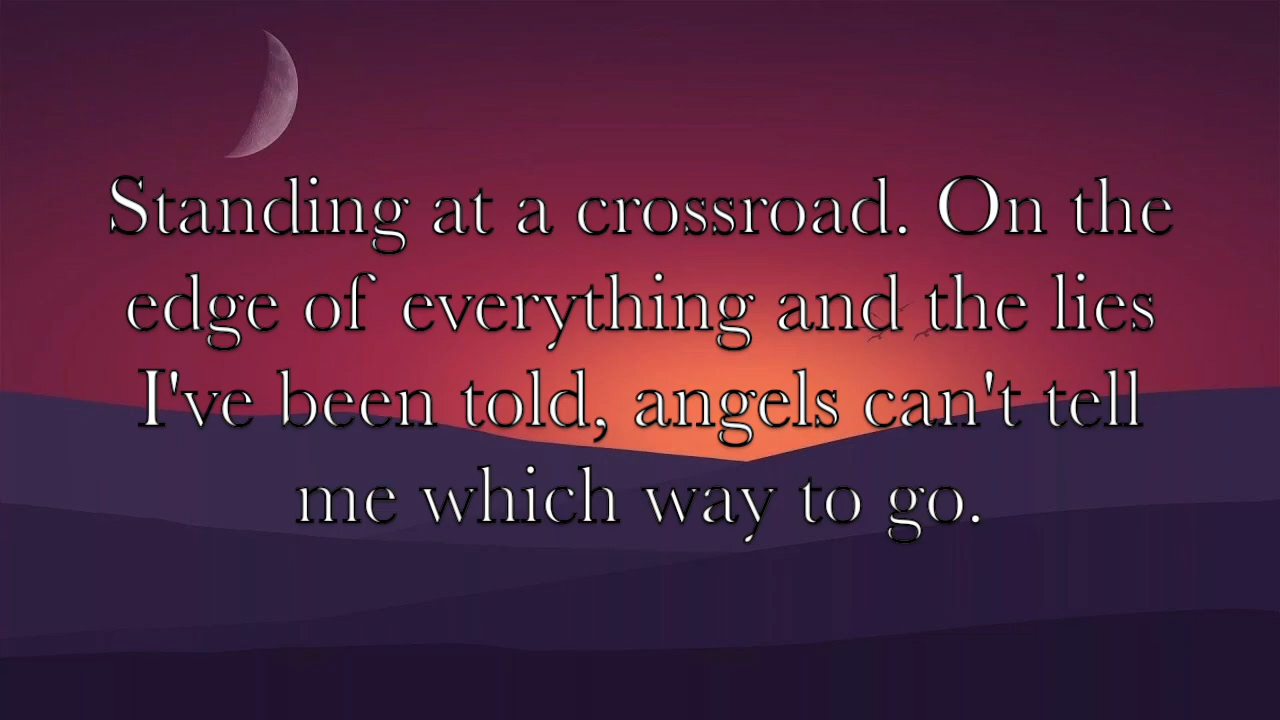 Standing at a crossroad. On the
edge of everything and the lies
I've been told, angels can't tell
me which way to go.